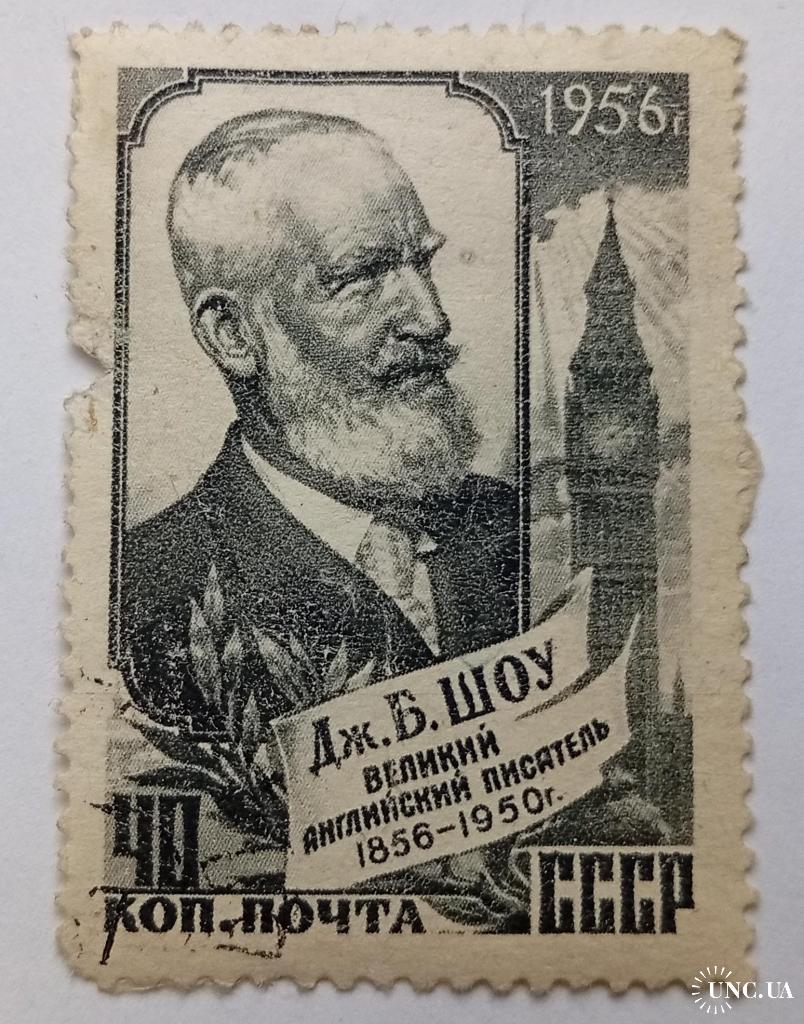 1956г.
Дж. Б. ШОУ
ВЕЛИКИЙ
АНГЛИЙСКИЙ ПИСАТЕЛЬ
1856-1950г.
40
КОП. ПОЧТА
СССР
UNC.UA